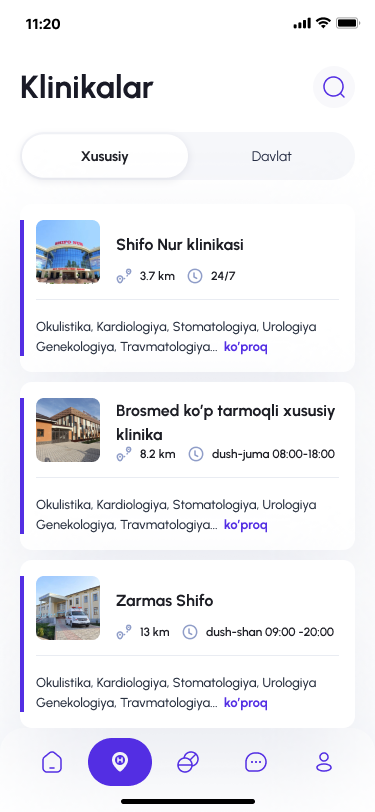 11:20
Klinikalar
Xususiy
Davlat
Shifo Nur klinikasi
3.7 km
24/7
Okulistika, Kardiologiya, Stomatologiya, Urologiya
Genekologiya, Travmatologiya... ko‘proq
Brosmed ko‘p tarmoqli xususiy
klinika
8.2 km
dush-juma 08:00-18:00
Okulistika, Kardiologiya, Stomatologiya, Urologiya
Genekologiya, Travmatologiya... ko‘proq
Zarmas Shifo
13 km
dush-shan 09:00 -20:00
Okulistika, Kardiologiya, Stomatologiya, Urologiya
Genekologiya, Travmatologiya... ko‘proq
H